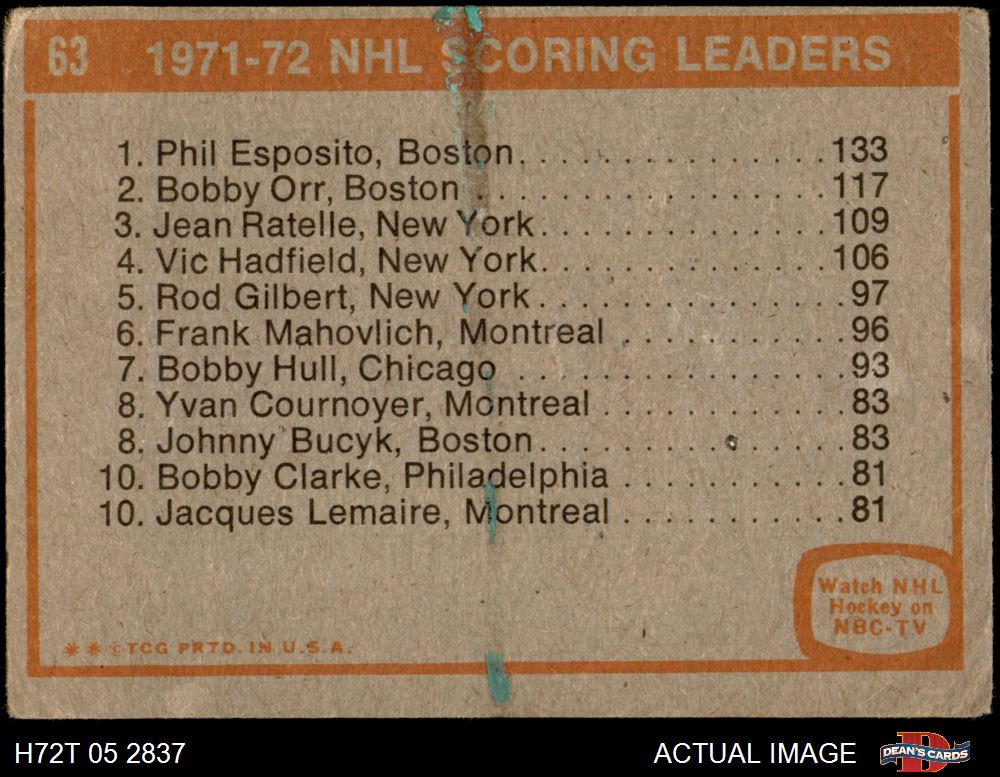 63 1971-72 NHL SCORING LEADERS
1. Phil Esposito, Boston. . . . . . . . . . . . . . . 133
2. Bobby Orr, Boston . . . . . . . . . . . . . . . . . 117
3. Jean Ratelle, New York. . . . . . . . . . . . . . 109
4. Vic Hadfield, New York. . . . . . . . . . . . . . 106
5. Rod Gilbert, New York . . . . . . . . . . . . . . . 97
6. Frank Mahovlich, Montreal . . . . . . . . . . . 96
7. Bobby Hull, Chicago . . . . . . . . . . . . . . . . 93
8. Yvan Cournoyer, Montreal . . . . . . . . . . . . 83
8. Johnny Bucyk, Boston. . . . . . . . . . . . . . . 83
10. Bobby Clarke, Philadelphia . . . . . . . . . . . 81
10. Jacques Lemaire, Montreal . . . . . . . . . . . 81
Watch NHL
Hockey on
NBC-TV
** ©TCG PRTD. IN U.S.A.
H72T 05 2837 ACTUAL IMAGE DEAN'S CARDS